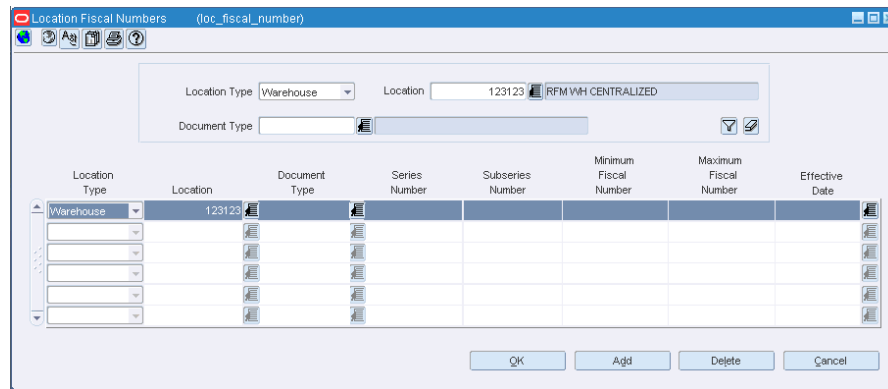 Location Fiscal Numbers (loc_fiscal_number)
Location Type Warehouse Location 123123 RFM WH CENTRALIZED
Document Type
Location Type Location Document Type Series Number Subseries Number Minimum Fiscal Number Maximum Fiscal Number Effective Date
Warehouse 123123
OK Add Delete Cancel